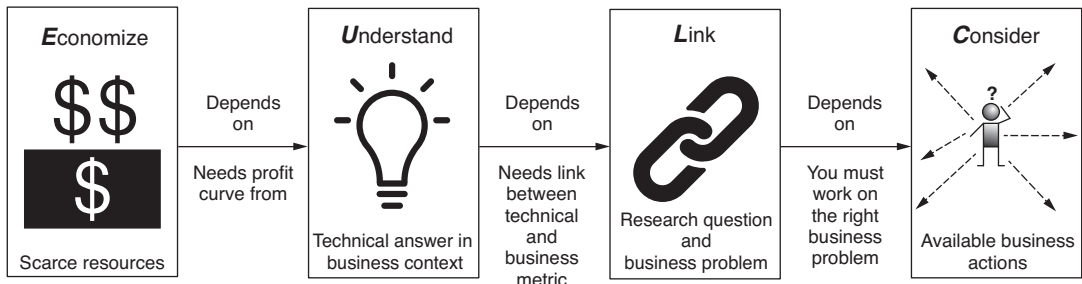 Economize
$$
$
Scarce resources
Depends
on
Needs profit
curve from
Understand
Technical answer in
business context
Depends
on
Needs link
between
technical
and
business
metric
Link
Research question
and
business problem
Depends
on
You must
work on
the right
business
problem
Consider
?
Available business
actions